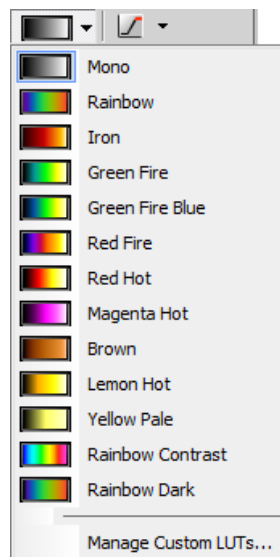 Mono
Rainbow
Iron
Green Fire
Green Fire Blue
Red Fire
Red Hot
Magenta Hot
Brown
Lemon Hot
Yellow Pale
Rainbow Contrast
Rainbow Dark
Manage Custom LUTs...